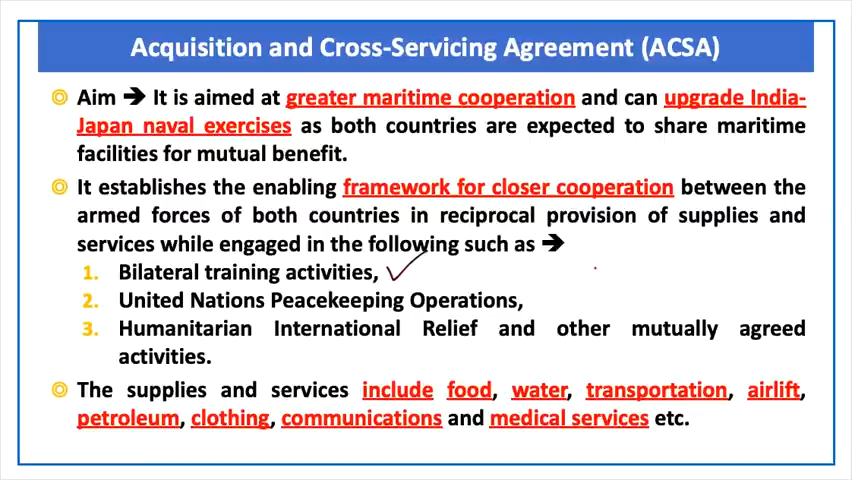 Acquisition and Cross-Servicing Agreement (ACSA)
Aim → It is aimed at greater maritime cooperation and can upgrade India-
Japan naval exercises as both countries are expected to share maritime
facilities for mutual benefit.
It establishes the enabling framework for closer cooperation between the
armed forces of both countries in reciprocal provision of supplies and
services while engaged in the following such as →
1. Bilateral training activities,
2. United Nations Peacekeeping Operations,
3. Humanitarian International Relief and other mutually agreed
activities.
The supplies and services include food, water, transportation, airlift,
petroleum, clothing, communications and medical services etc.